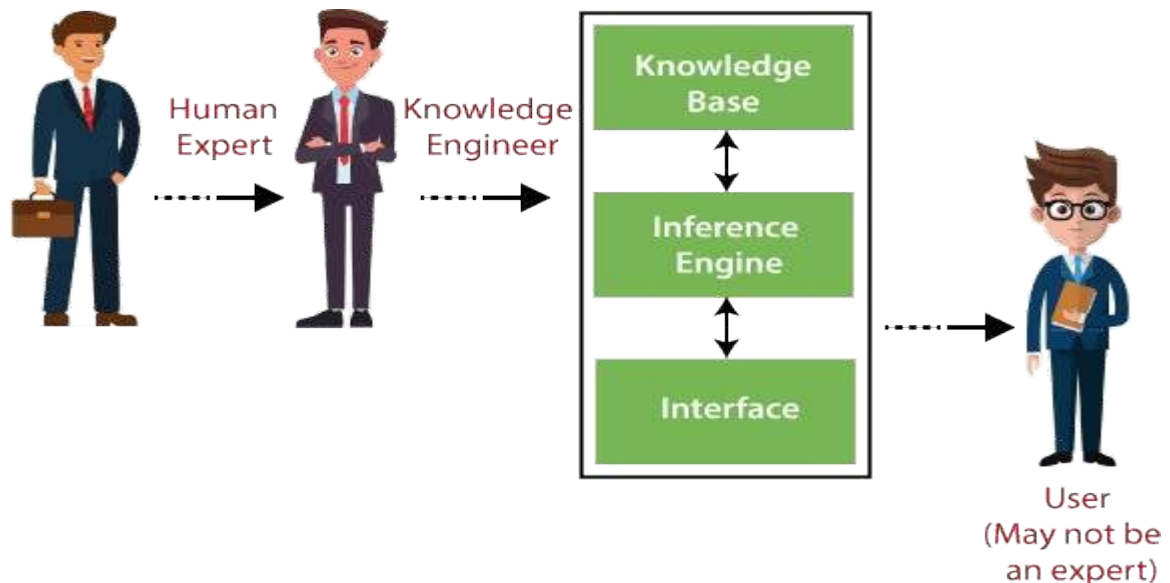 Human
Expert
Knowledge
Engineer
Knowledge
Base
Inference
Engine
Interface
User
(May not be
an expert)